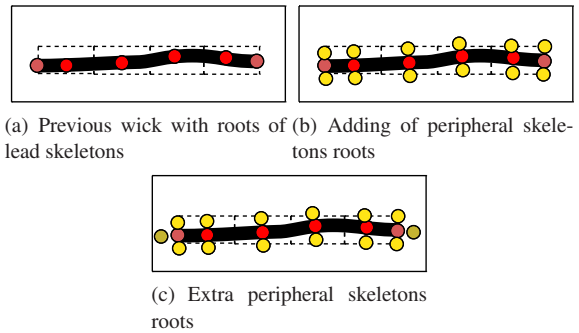 (a) Previous wick with roots of
lead skeletons
(b) Adding of peripheral skele-
tons roots
(c) Extra peripheral skeletons
roots